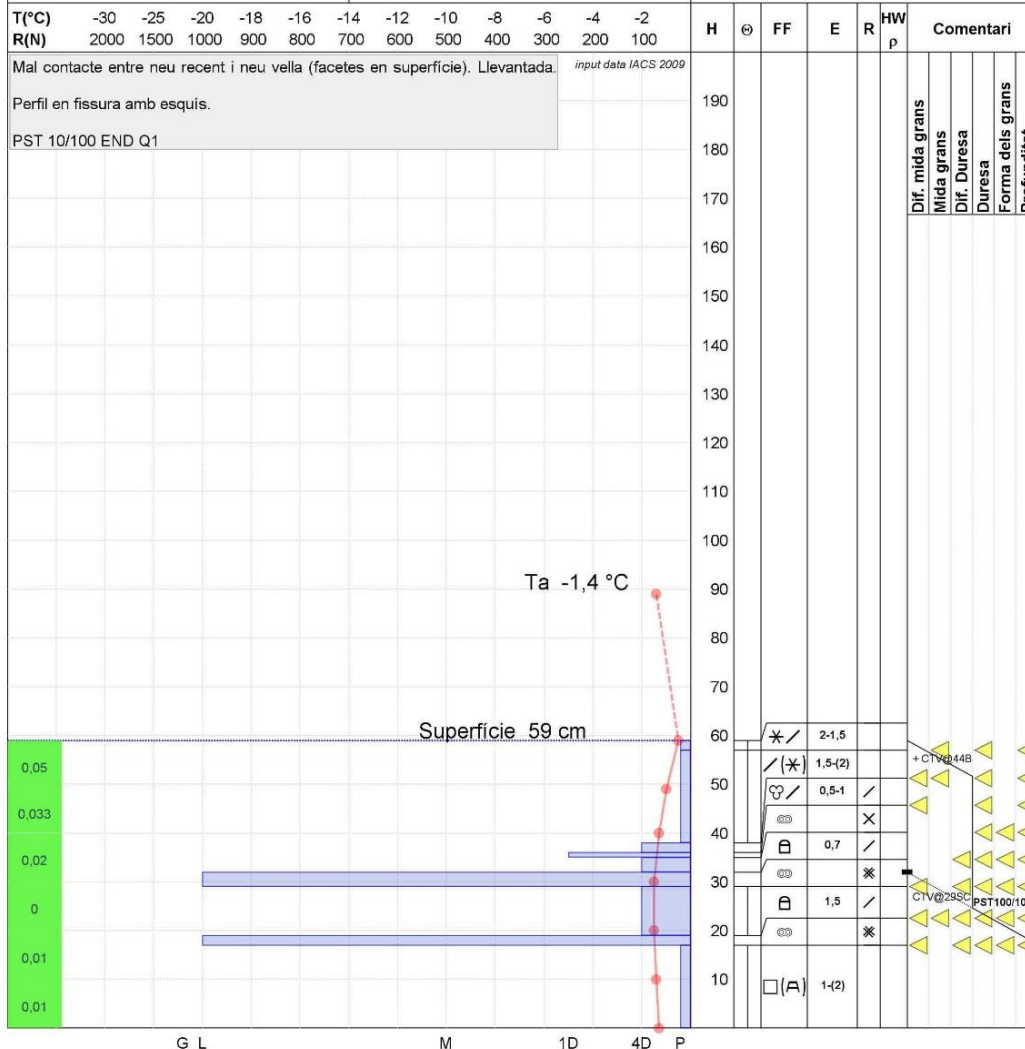 T(°C) -30 -25 -20 -18 -16 -14 -12 -10 -8 -6 -4 -2
R(N) 2000 1500 1000 900 800 700 600 500 400 300 200 100
H Θ FF E R HW ρ Comentari
Mal contacte entre neu recent i neu vella (facetes en superfície). Llevantada.
Perfil en fissura amb esquís.
PST 10/100 END Q1
input data IACS 2009
Dif. mida grans
Mida grans
Dif. Duresa
Duresa
Forma dels grans
190
180
170
160
150
140
130
120
110
100
90
80
70
60
50
40
30
20
10
Ta -1,4 °C
Superfície 59 cm
0,05
0,033
0,02
0
0,01
0,01
2-1,5
1,5-(2)
0,5-1
0,7
1,5
1-(2)
+ CTV@44B
CTV@29SC
PST100/10
G L M 1D 4D P